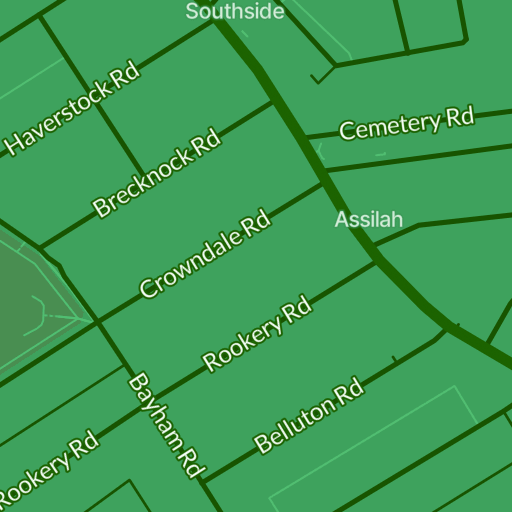 Southside
Haverstock Rd
Cemetery Rd
Brecknock Rd
Assilah
Crowndale Rd
Rookery Rd
Belluton Rd
Bayham Rd
Rookery Rd